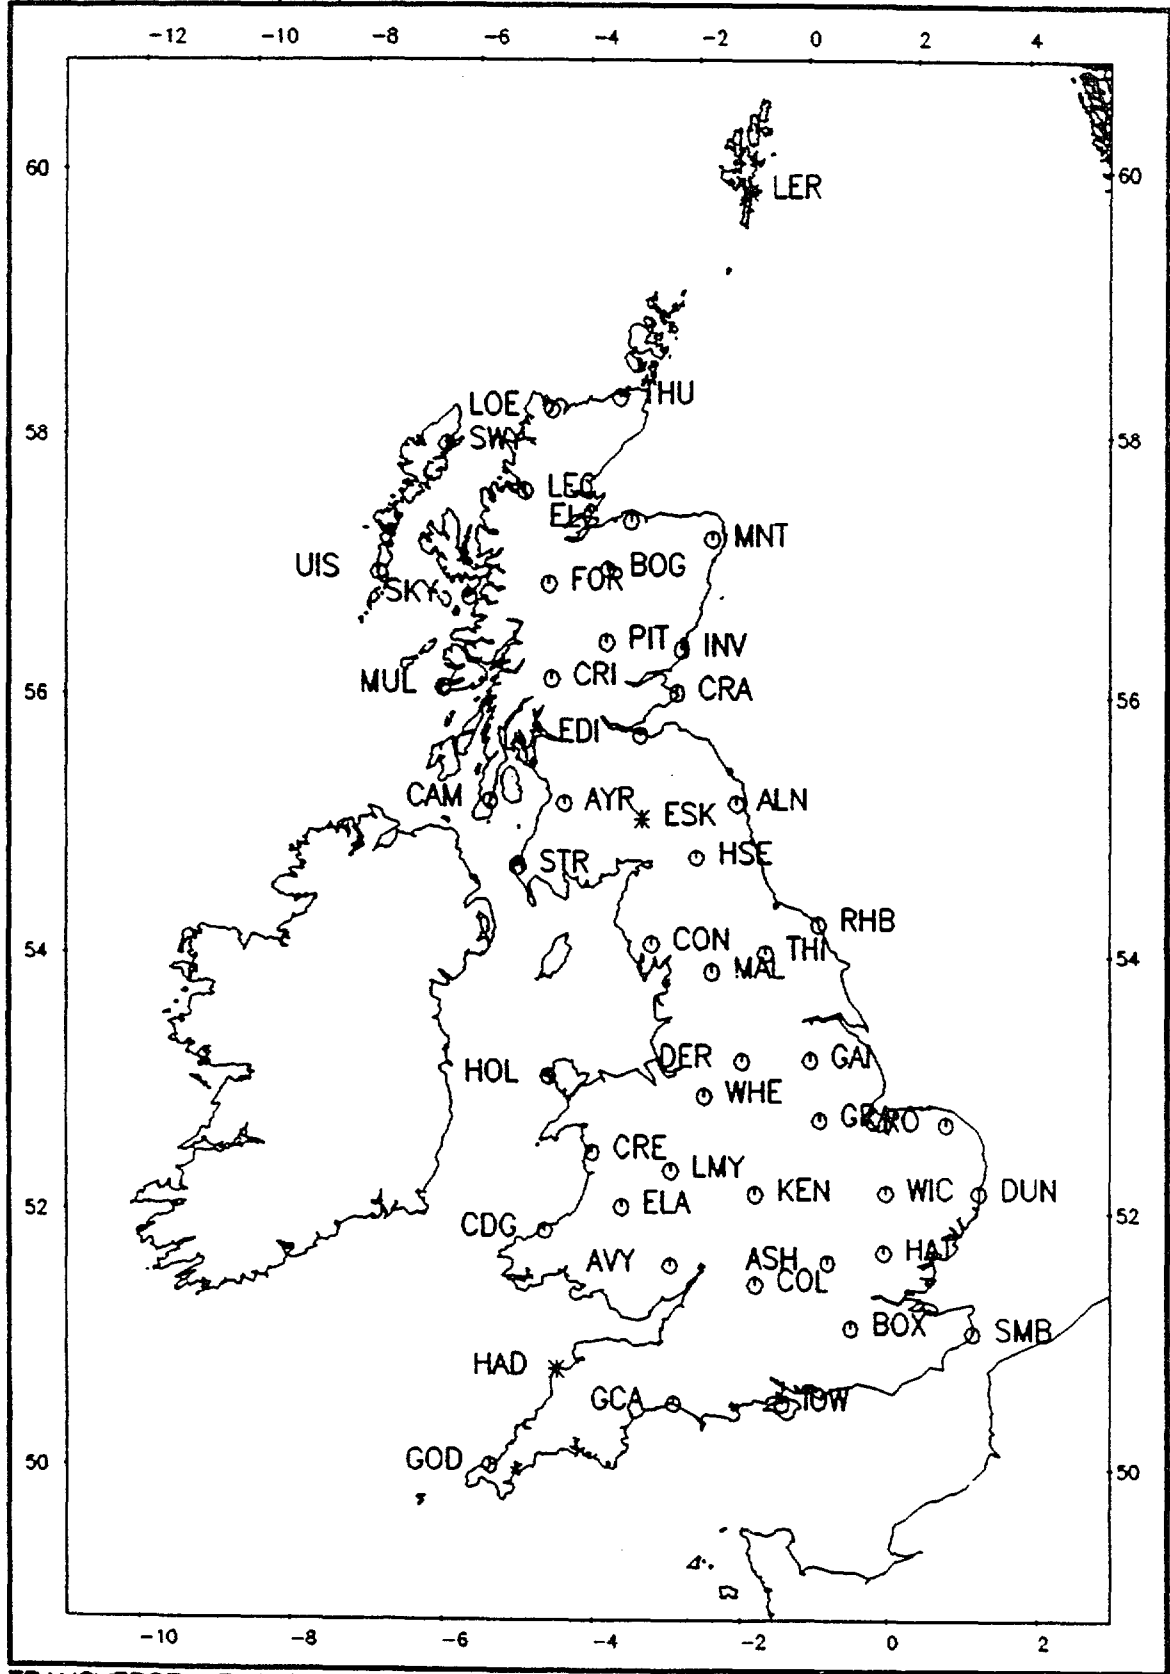 -12 -10 -8 -6 -4 -2 0 2 4
60 60
LER
THU
LOE
58 58
SWY
LEG
ELG
MNT
UIS
BOG
FOR
SKY
PIT
INV
CRI
MUL
CRA
56 56
EDI
CAM
AYR
ALN
ESK
STR
HSE
RHB
CON
THI
54 54
MAL
DER
GAI
HOL
WHE
GRA
CRO
CRE
LMY
KEN
WIC
DUN
ELA
52 52
CDG
HAT
AVY
ASH
COL
BOX
SMB
HAD
GCA
IOW
GOD
50 50
-10 -8 -6 -4 -2 0 2